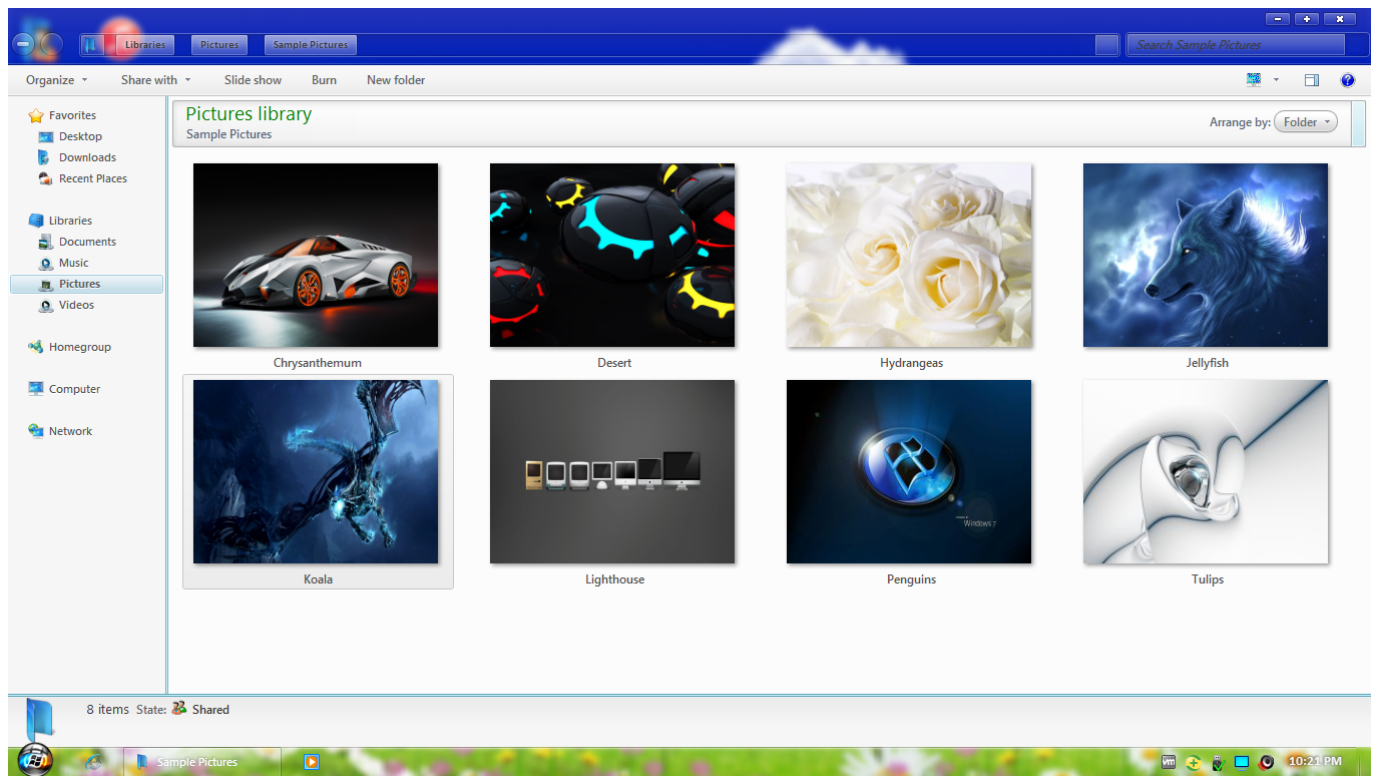 Libraries
Pictures
Sample Pictures
Search Sample Pictures
Organize
Share with
Slide show
Burn
New folder
Favorites
Desktop
Downloads
Recent Places
Libraries
Documents
Music
Pictures
Videos
Homegroup
Computer
Network
Pictures library
Sample Pictures
Arrange by: Folder
Chrysanthemum
Desert
Hydrangeas
Jellyfish
Koala
Lighthouse
Penguins
Tulips
Windows 7
8 items State: Shared
Sample Pictures
vm
10:21 PM